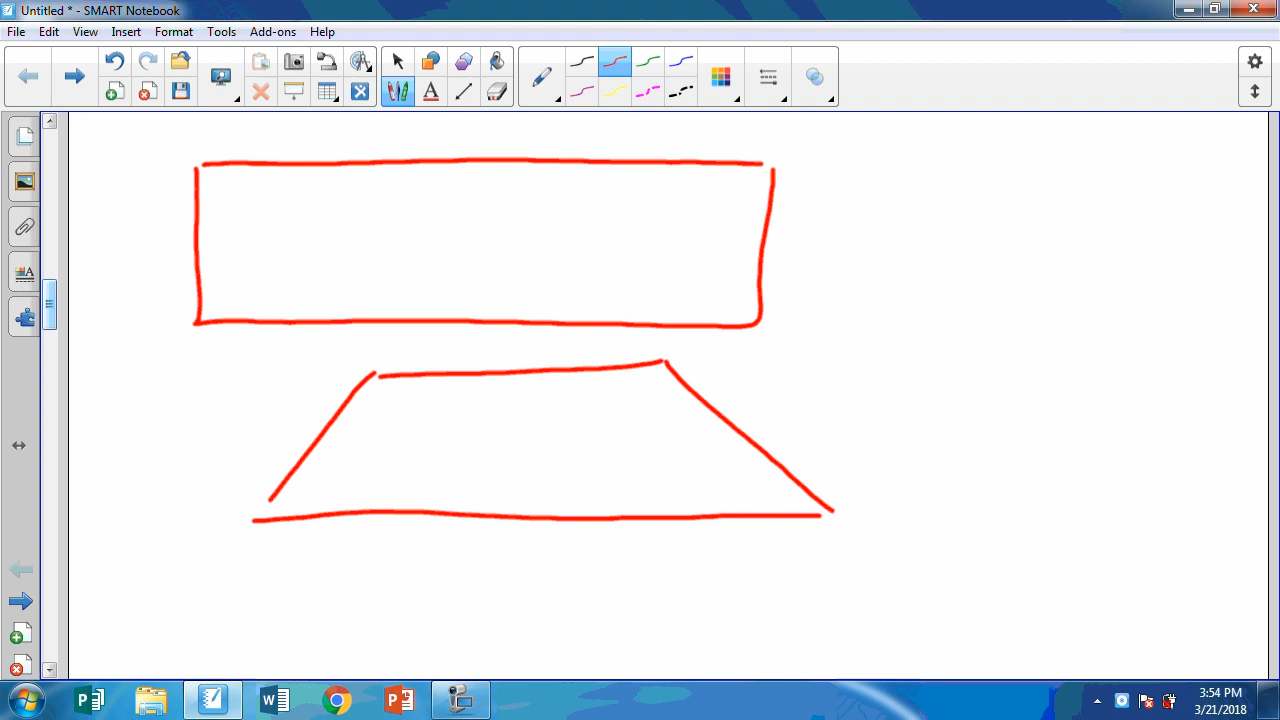 Untitled * - SMART Notebook
File Edit View Insert Format Tools Add-ons Help
3:54 PM
3/21/2018